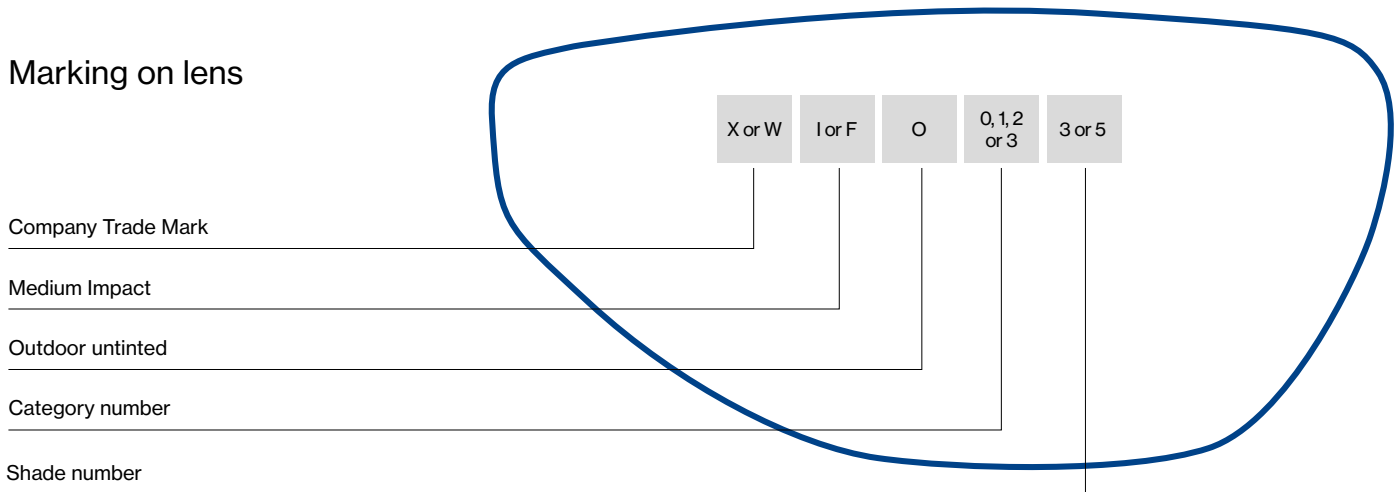 Marking on lens
X or W
I or F
O
0, 1, 2
or 3
3 or 5
Company Trade Mark
Medium Impact
Outdoor untinted
Category number
Shade number